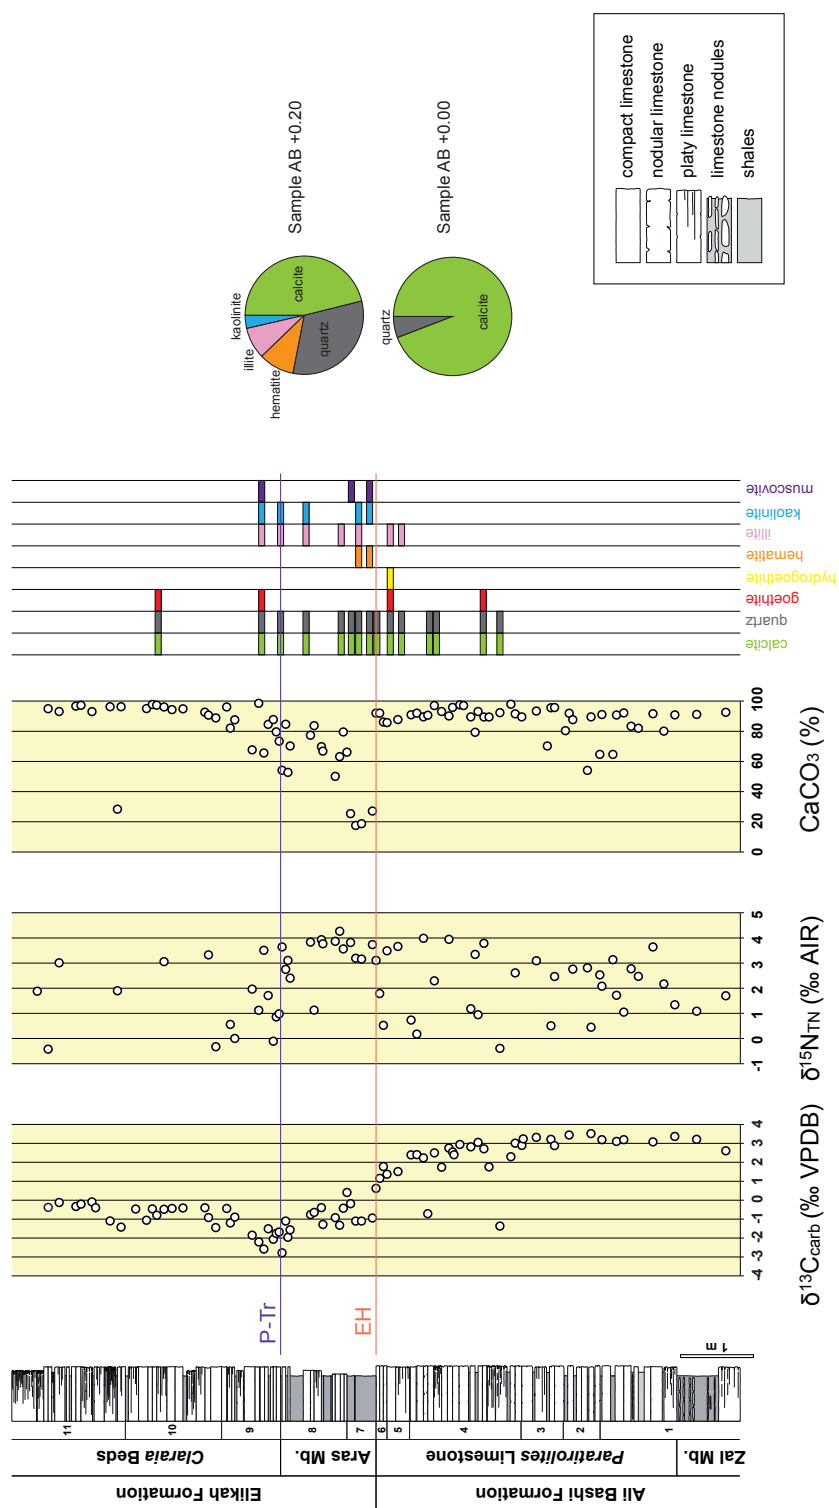 Elikah Formation
Ali Bashi Formation
Claraia Beds
Aras Mb.
Paratirolites Limestone
Zal Mb.
11
10
9
8
7
6
5
4
3
2
1
1 m
P-Tr
EH
4
3
2
1
0
-1
-2
-3
-4
δ13Ccarb (‰ VPDB)
5
4
3
2
1
0
-1
δ15NTN (‰ AIR)
100
80
60
40
20
0
CaCO3 (%)
muscovite
kaolinite
illite
hematite
hydrogoethite
goethite
quartz
calcite
kaolinite
illite
hematite
quartz
calcite
Sample AB +0.20
quartz
calcite
Sample AB +0.00
compact limestone
nodular limestone
platy limestone
limestone nodules
shales